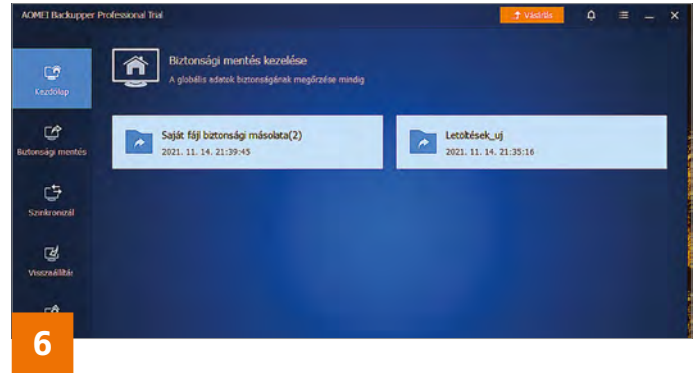 AOMEI Backupper Professional Trial
Vásárlás
Kezdőlap
Biztonsági mentés kezelése
A globális adatok biztonságának megőrzése mindig
Biztonsági mentés
Saját fájl biztonsági másolata(2)
2021. 11. 14. 21:39:45
Letöltések_uj
2021. 11. 14. 21:35:16
Szinkronizál
Visszaállítás
6